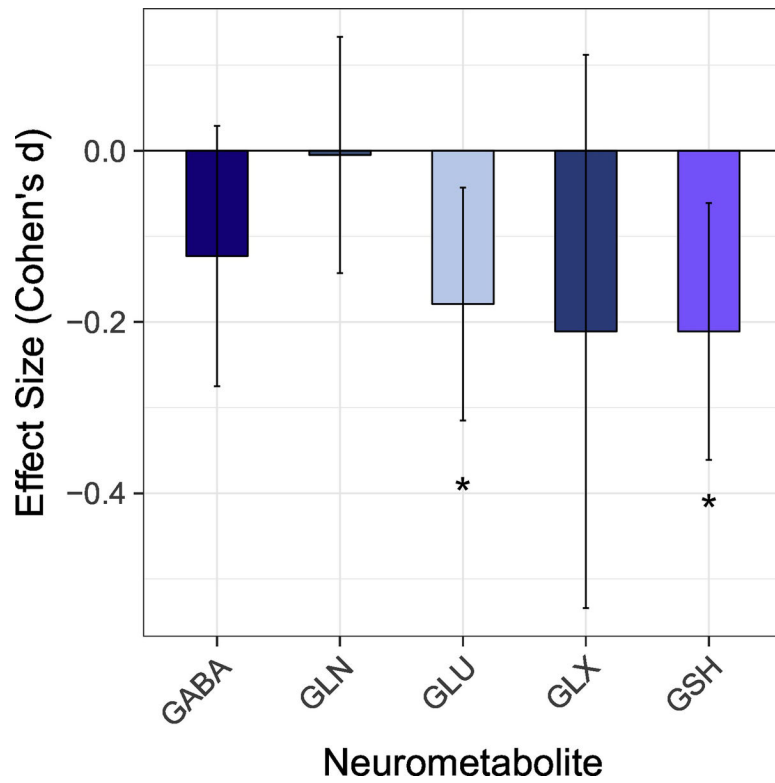 Effect Size (Cohen's d)
0.0
−0.2
−0.4
*
*
GABA
GLN
GLU
GLX
GSH
Neurometabolite